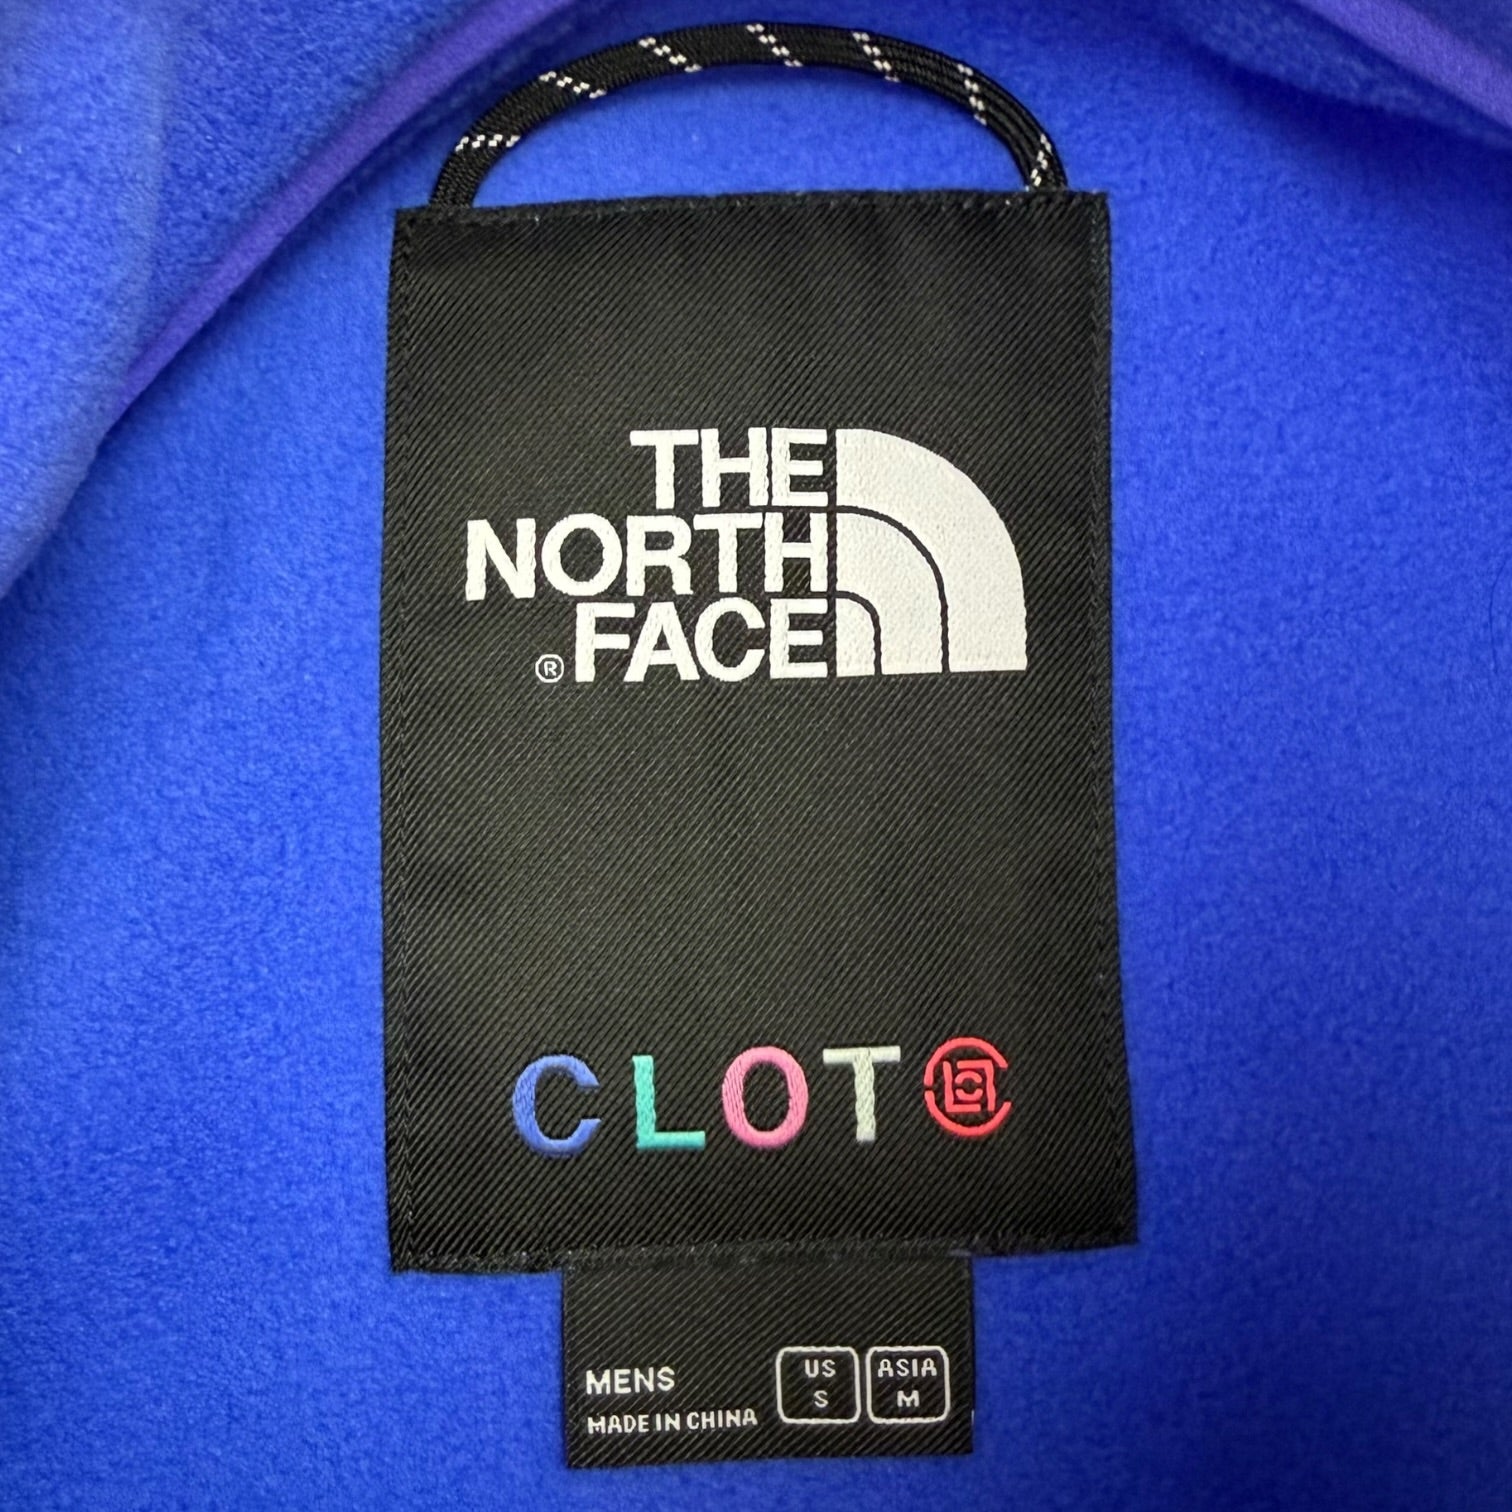 THE
NORTH
® FACE
CLOT
MENS
MADE IN CHINA
US
S
ASIA
M